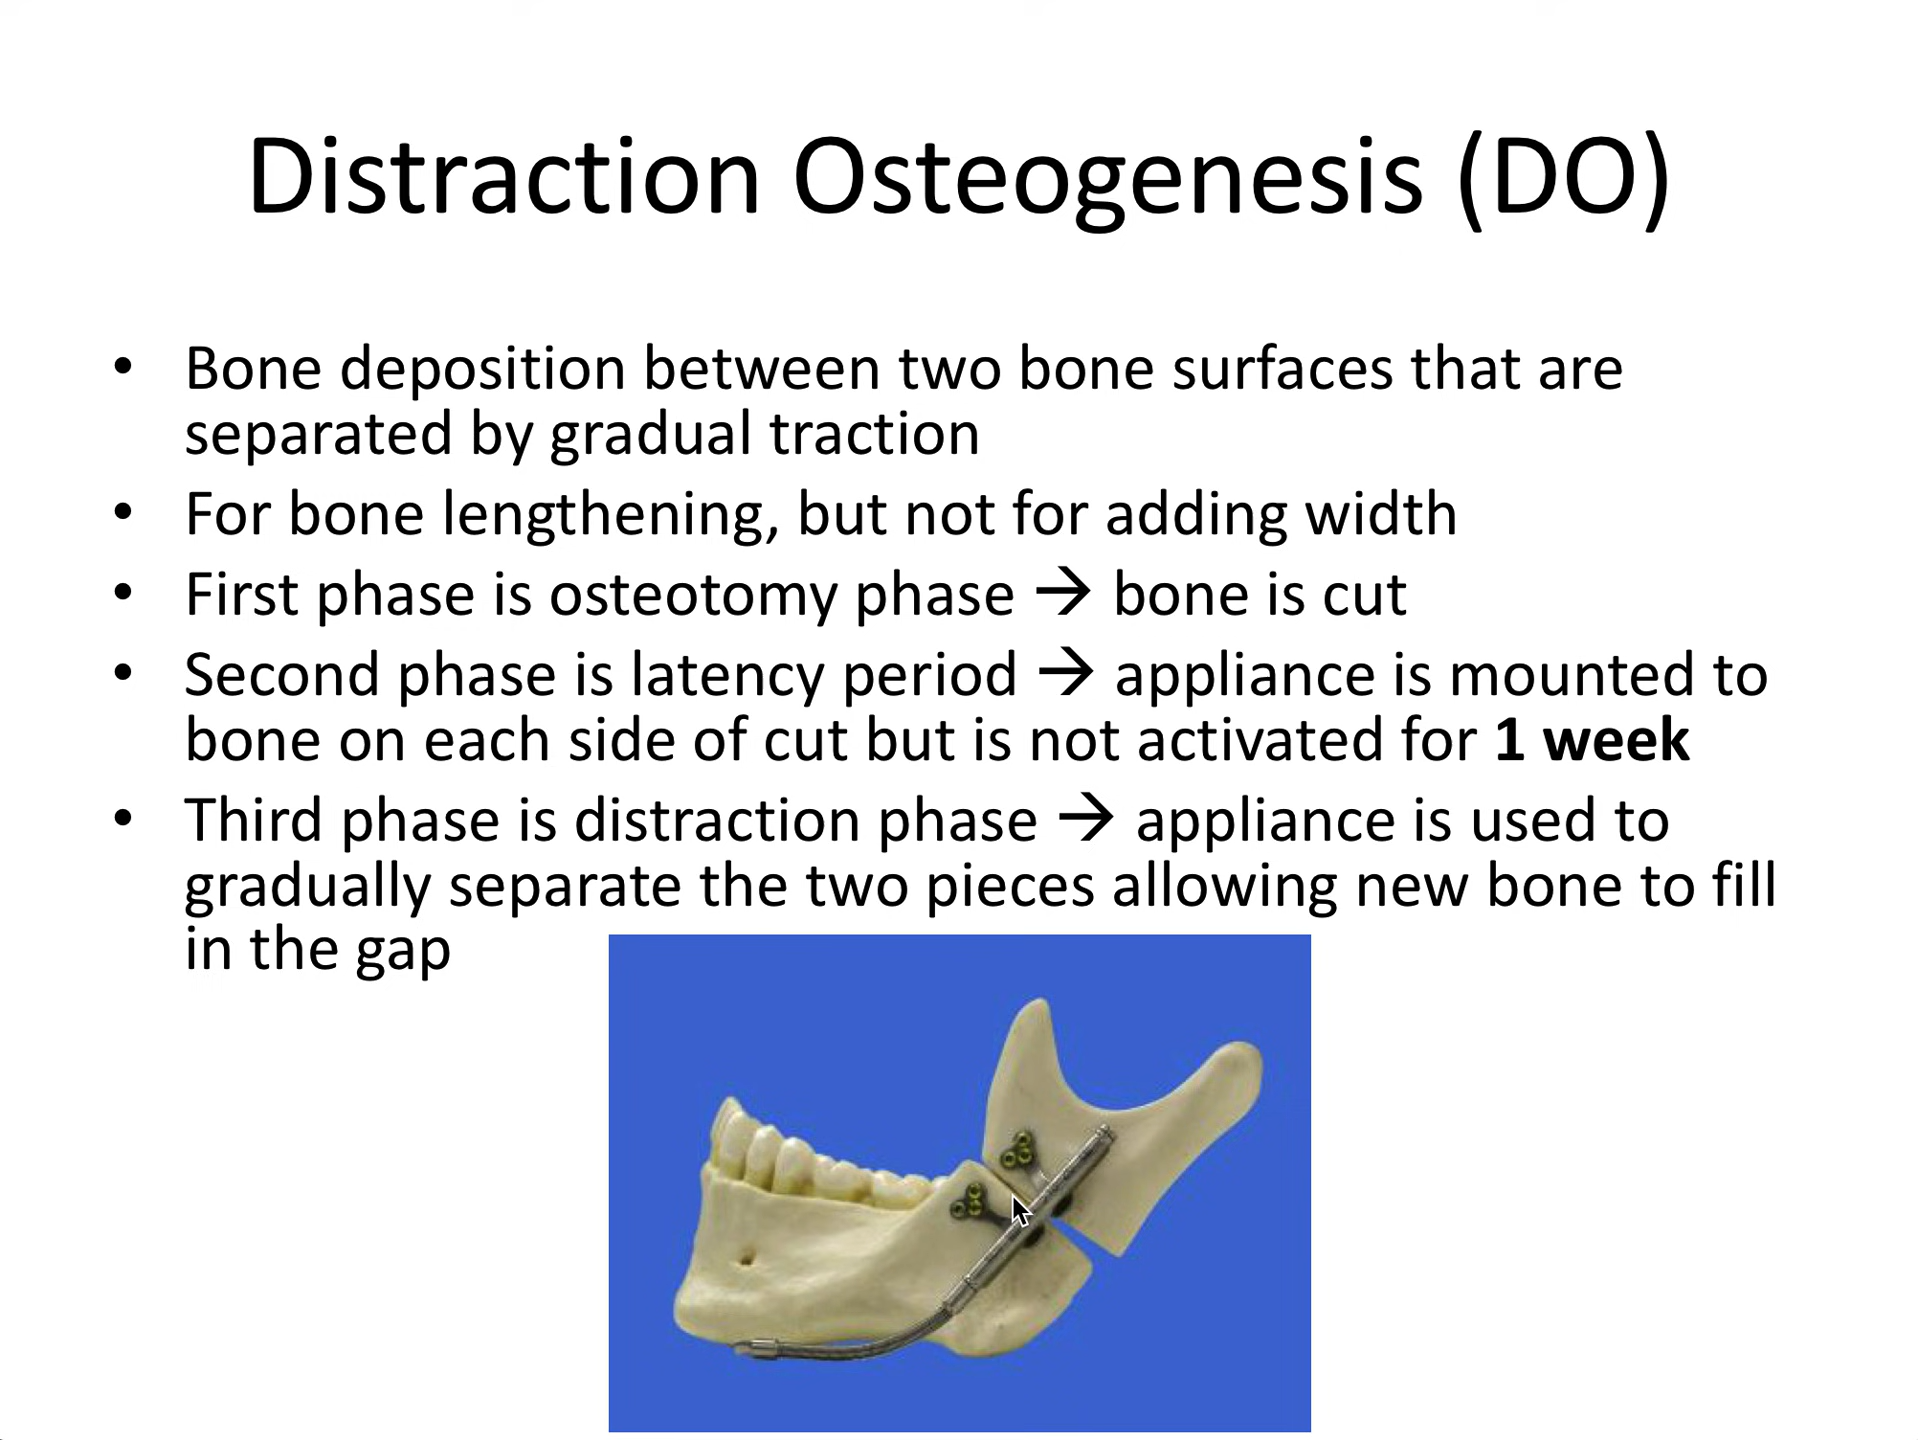 Distraction Osteogenesis (DO)
• Bone deposition between two bone surfaces that are
separated by gradual traction
• For bone lengthening, but not for adding width
• First phase is osteotomy phase → bone is cut
• Second phase is latency period → appliance is mounted to
bone on each side of cut but is not activated for 1 week
• Third phase is distraction phase → appliance is used to
gradually separate the two pieces allowing new bone to fill
in the gap